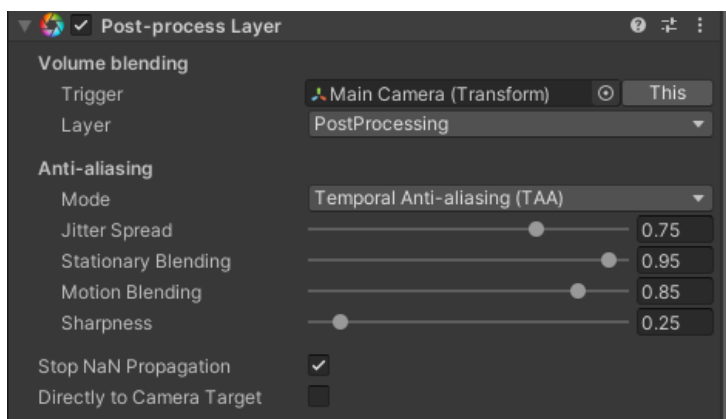 Post-process Layer
Volume blending
Trigger Main Camera (Transform) This
Layer PostProcessing
Anti-aliasing
Mode Temporal Anti-aliasing (TAA)
Jitter Spread 0.75
Stationary Blending 0.95
Motion Blending 0.85
Sharpness 0.25
Stop NaN Propagation
Directly to Camera Target